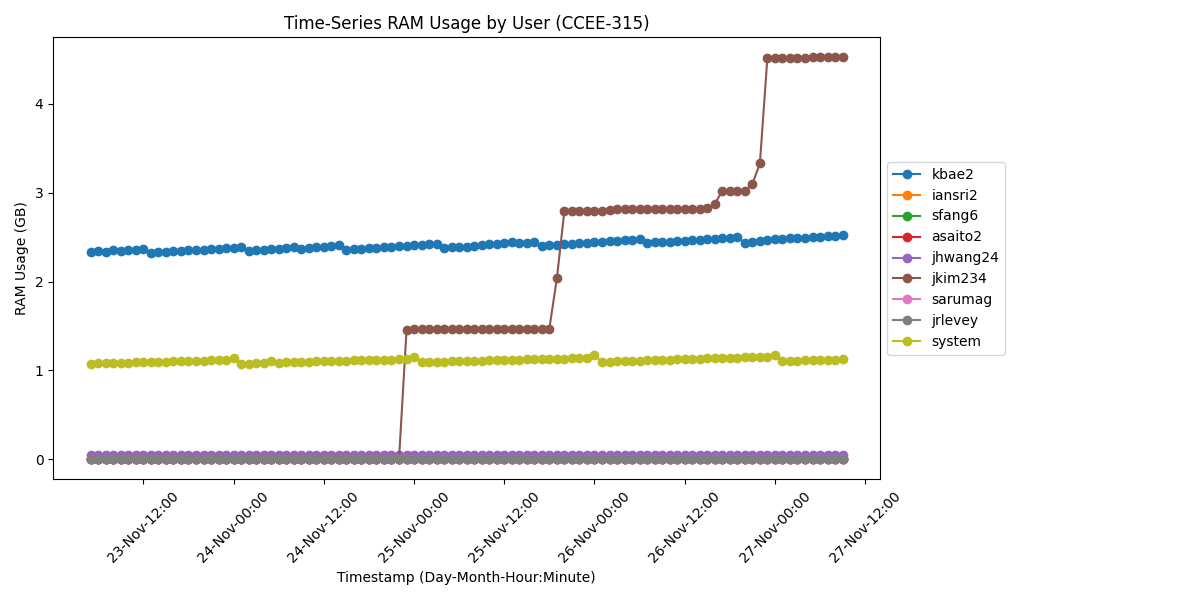 Time-Series RAM Usage by User (CCEE-315)
RAM Usage (GB)
4
3
2
1
0
23-Nov-12:00
24-Nov-00:00
24-Nov-12:00
25-Nov-00:00
25-Nov-12:00
26-Nov-00:00
26-Nov-12:00
27-Nov-00:00
27-Nov-12:00
Timestamp (Day-Month-Hour:Minute)
kbae2
iansri2
sfang6
asaito2
jhwang24
jkim234
sarumag
jrlevey
system